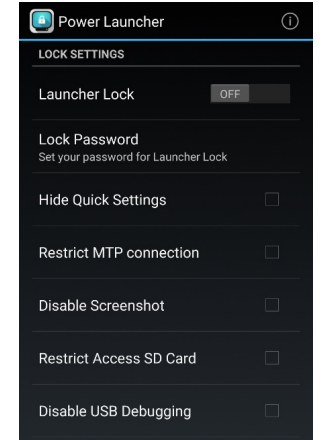 Power Launcher
LOCK SETTINGS
Launcher Lock
OFF
Lock Password
Set your password for Launcher Lock
Hide Quick Settings
Restrict MTP connection
Disable Screenshot
Restrict Access SD Card
Disable USB Debugging